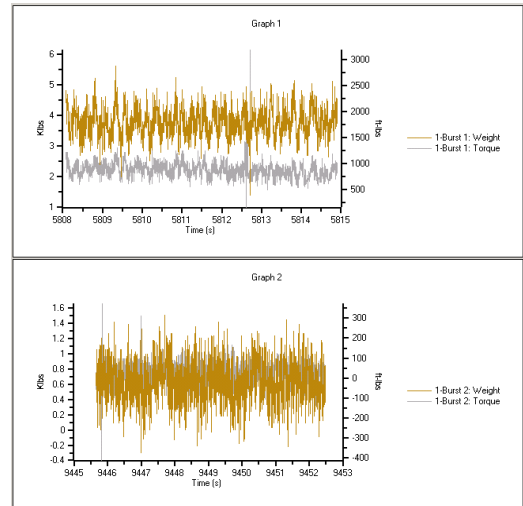 Graph 1
6
5
4
3
2
1
Klbs
3000
2500
2000
1750
1500
1000
500
ft-lbs
5808 5809 5810 5811 5812 5813 5814 5815
Time (s)
1-Burst 1: Weight
1-Burst 1: Torque
Graph 2
1.6
1.4
1.2
1
0.8
0.6
0.4
0.2
0
-0.2
-0.4
Klbs
300
200
100
0
-100
-200
-300
-400
ft-lbs
9445 9446 9447 9448 9449 9450 9451 9452 9453
Time (s)
1-Burst 2: Weight
1-Burst 2: Torque